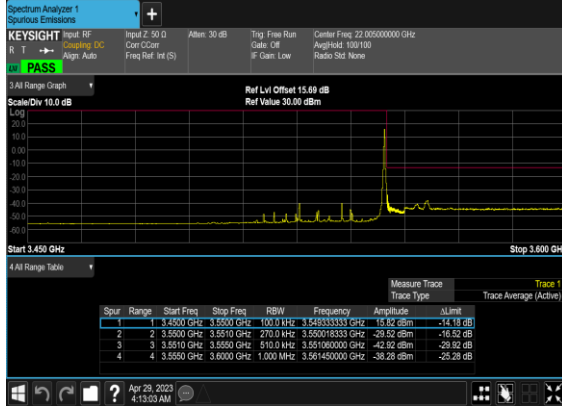 Spectrum Analyzer 1
Spurious Emissions
+
KEYSIGHT Input: RF Input Z: 50 Ω Atten: 30 dB Trig: Free Run Center Freq: 22.005000000 GHz
R T Coupling: DC Corr CCorr Gate: Off Avg|Hold: 100/100
Align: Auto Freq Ref: Int (S) IF Gain: Low Radio Std: None
PASS
3 All Range Graph
Ref Lvl Offset 15.69 dB
Scale/Div 10.0 dB Ref Value 30.00 dBm
Log
20.0
10.0
0.00
-10.0
-20.0
-30.0
-40.0
-50.0
-60.0
Start 3.450 GHz Stop 3.600 GH
4 All Range Table
Measure Trace Trace 1
Trace Type Trace Average (Active)
Spur Range Start Freq Stop Freq RBW Frequency Amplitude ΔLimit
1 1 3.4500 GHz 3.5500 GHz 100.0 kHz 3.549333333 GHz 15.82 dBm -14.18 dB
2 2 3.5500 GHz 3.5510 GHz 270.0 kHz 3.550018333 GHz -29.52 dBm -16.52 dB
3 3 3.5510 GHz 3.5550 GHz 510.0 kHz 3.551060000 GHz -42.92 dBm -29.92 dB
4 4 3.5550 GHz 3.6000 GHz 1.000 MHz 3.561450000 GHz -38.28 dBm -25.28 dB
? Apr 29, 2023
4:13:03 AM